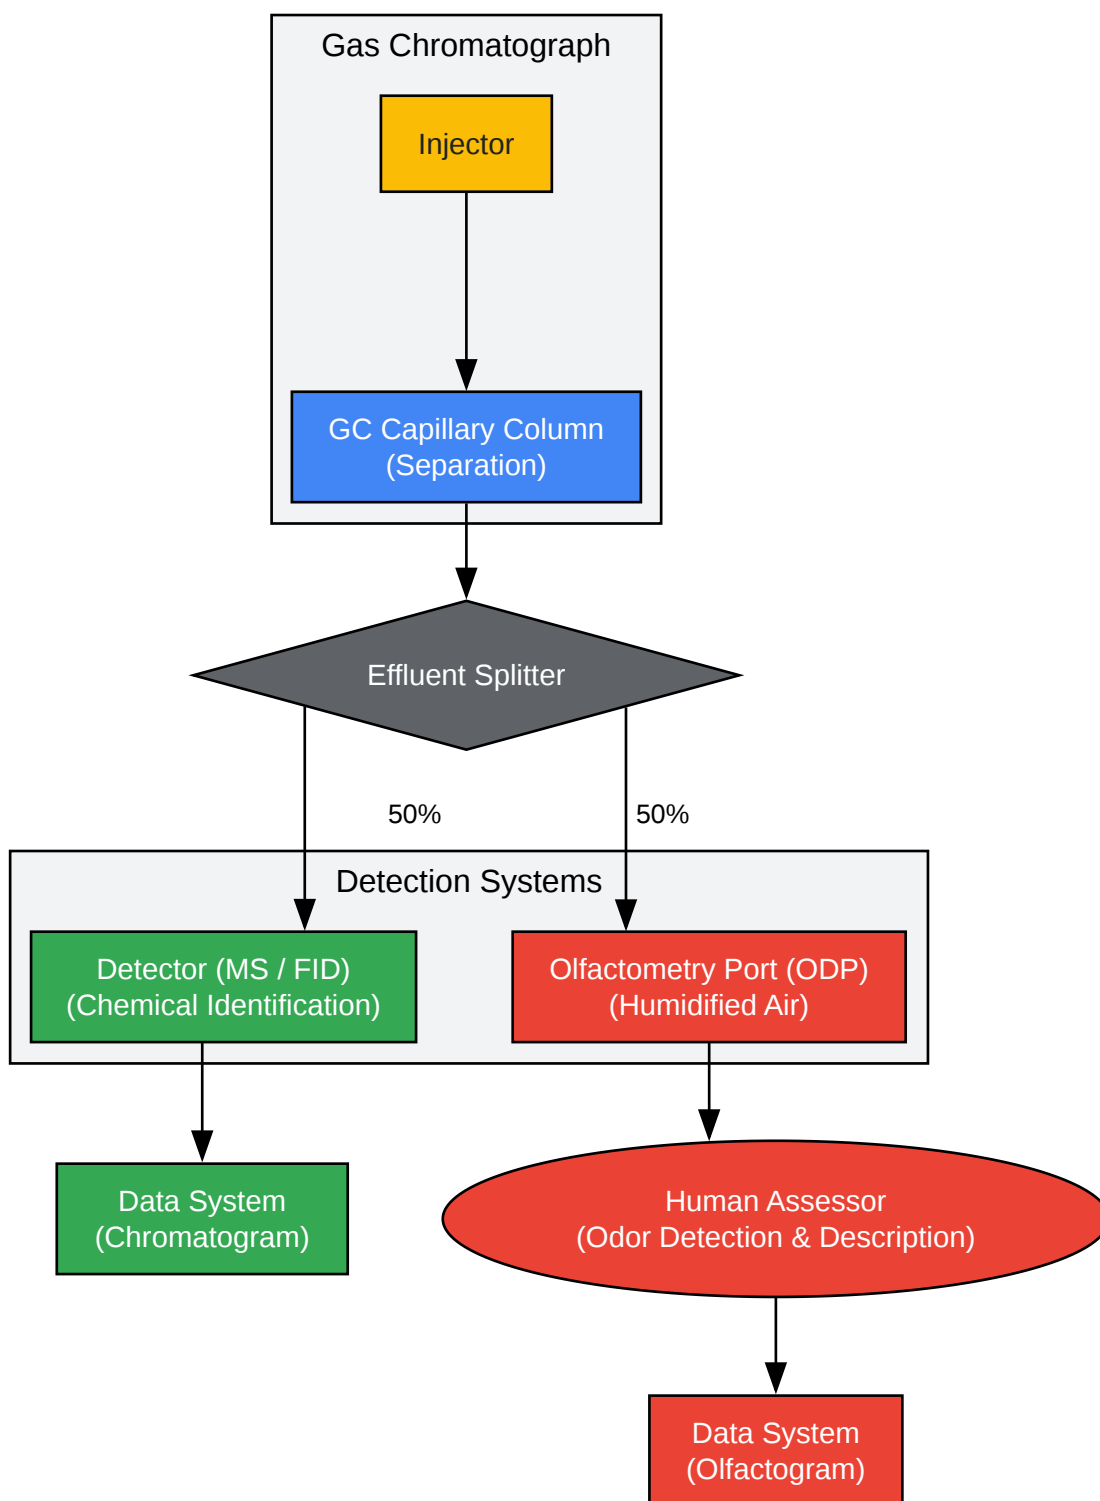 Gas Chromatograph
Injector
GC Capillary Column
(Separation)
Effluent Splitter
50%
50%
Detection Systems
Detector (MS / FID)
(Chemical Identification)
Olfactometry Port (ODP)
(Humidified Air)
Data System
(Chromatogram)
Human Assessor
(Odor Detection & Description)
Data System
(Olfactogram)